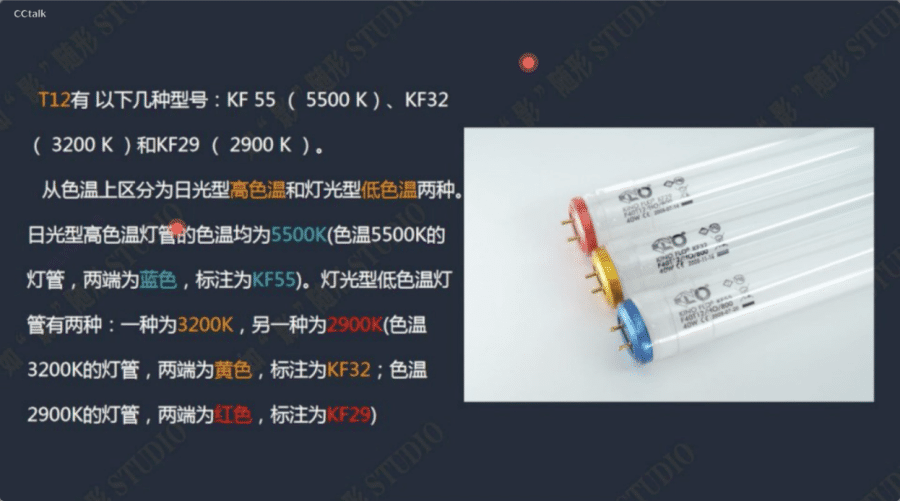 CCtalk
T12有 以下几种型号：KF 55 （ 5500 K）、KF32
（ 3200 K ）和KF29 （ 2900 K ）。
从色温上区分为日光型高色温和灯光型低色温两种。
日光型高色温灯管的色温均为5500K(色温5500K的
灯管，两端为蓝色，标注为KF55)。灯光型低色温灯
管有两种：一种为3200K，另一种为2900K(色温
3200K的灯管，两端为黄色，标注为KF32；色温
2900K的灯管，两端为红色，标注为KF29)